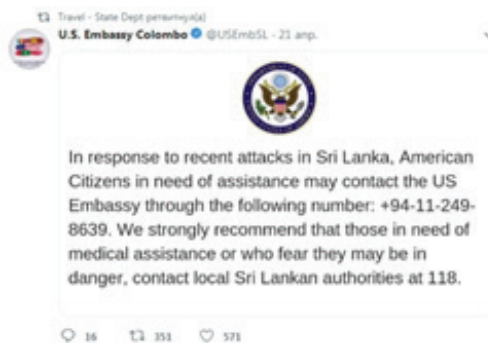 Travel - State Dept ретвитнул(а)
U.S. Embassy Colombo @USEmbSL - 21 апр.
In response to recent attacks in Sri Lanka, American
Citizens in need of assistance may contact the US
Embassy through the following number: +94-11-249-
8639. We strongly recommend that those in need of
medical assistance or who fear they may be in
danger, contact local Sri Lankan authorities at 118.
16 351 571